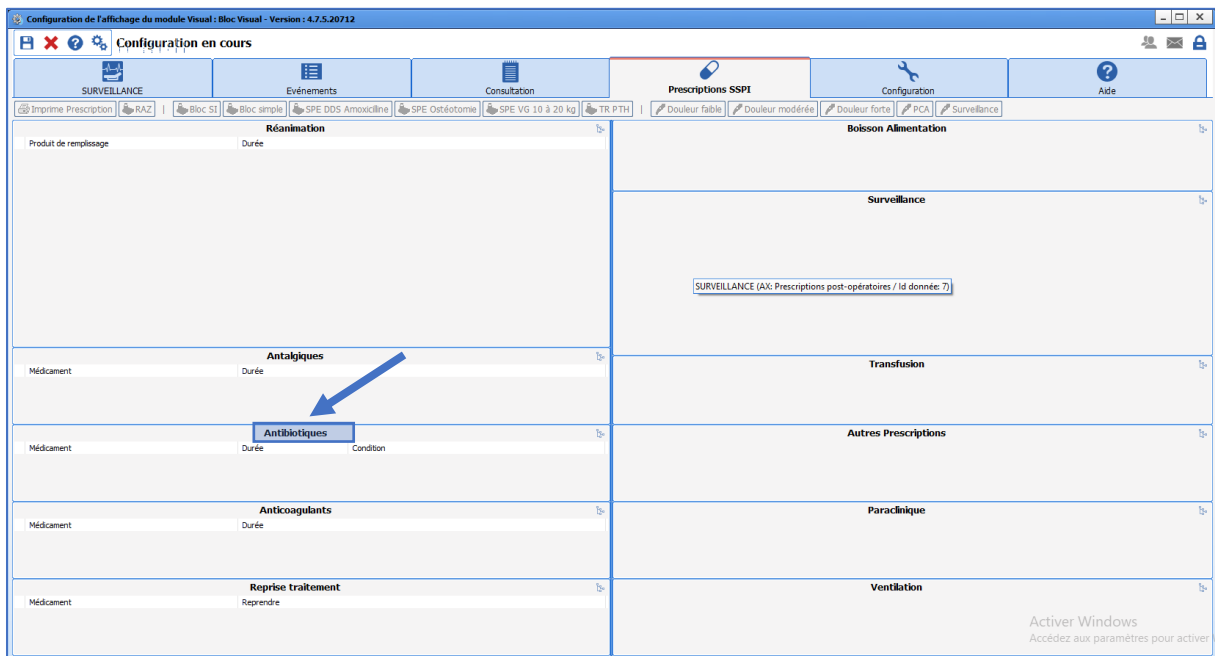 Configuration de l'affichage du module Visual : Bloc Visual - Version : 4.7.5.20712
Configuration en cours
SURVEILLANCE
Evénements
Consultation
Prescriptions SSPI
Configuration
Aide
Imprime Prescription RAZ | Bloc SI Bloc simple SPE DDS Amoxiciline SPE Ostéotomie SPE VG 10 à 20 kg TR PTH | Douleur faible Douleur modérée Douleur forte PCA Surveillance
Réanimation
Produit de remplissage Durée
Antalgiques
Médicament Durée
Antibiotiques
Médicament Durée Condition
Anticoagulants
Médicament Durée
Reprise traitement
Médicament Reprendre
Boisson Alimentation
Surveillance
SURVEILLANCE (AX: Prescriptions post-opératoires / Id donnée: 7)
Transfusion
Autres Prescriptions
Paraclinique
Ventilation
Activer Windows
Accédez aux paramètres pour activer